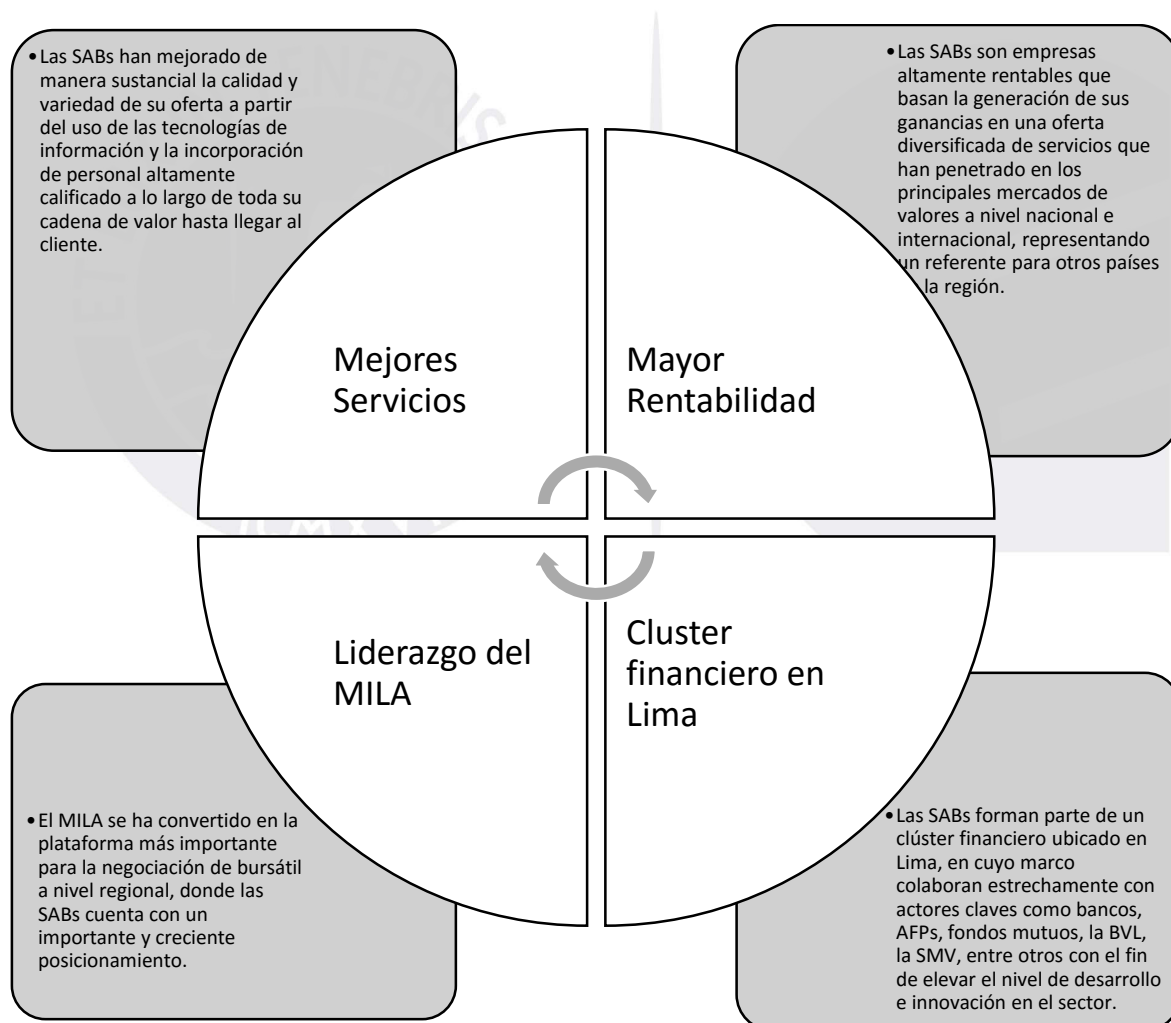 •Las SABs han mejorado de
manera sustancial la calidad y
variedad de su oferta a partir
del uso de las tecnologías de
información y la incorporación
de personal altamente
calificado a lo largo de toda su
cadena de valor hasta llegar al
cliente.
•Las SABs son empresas
altamente rentables que
basan la generación de sus
ganancias en una oferta
diversificada de servicios que
han penetrado en los
principales mercados de
valores a nivel nacional e
internacional, representando
un referente para otros países
la región.
Mejores
Servicios
Mayor
Rentabilidad
Liderazgo del
MILA
Cluster
financiero en
Lima
•El MILA se ha convertido en la
plataforma más importante
para la negociación de bursátil
a nivel regional, donde las
SABs cuenta con un
importante y creciente
posicionamiento.
•Las SABs forman parte de un
clúster financiero ubicado en
Lima, en cuyo marco
colaboran estrechamente con
actores claves como bancos,
AFPs, fondos mutuos, la BVL,
la SMV, entre otros con el fin
de elevar el nivel de desarrollo
e innovación en el sector.